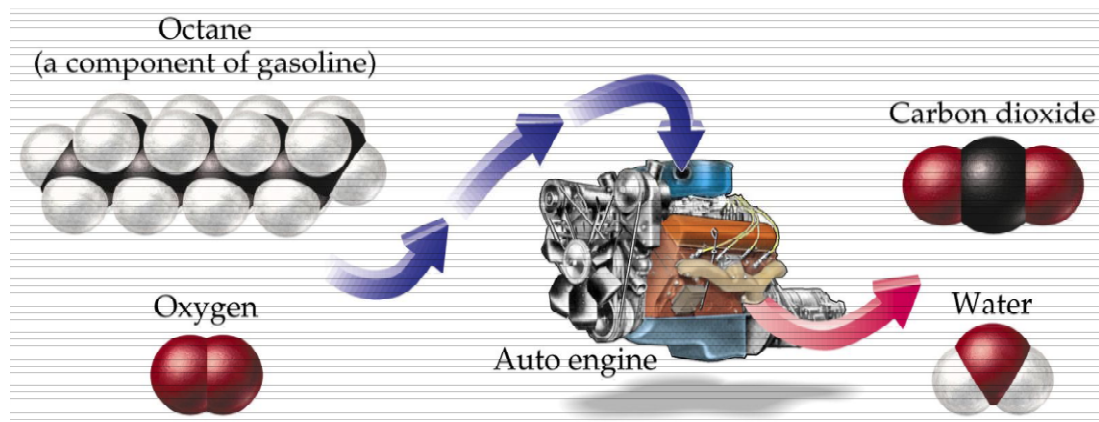 Octane
(a component of gasoline)
Oxygen
Auto engine
Carbon dioxide
Water